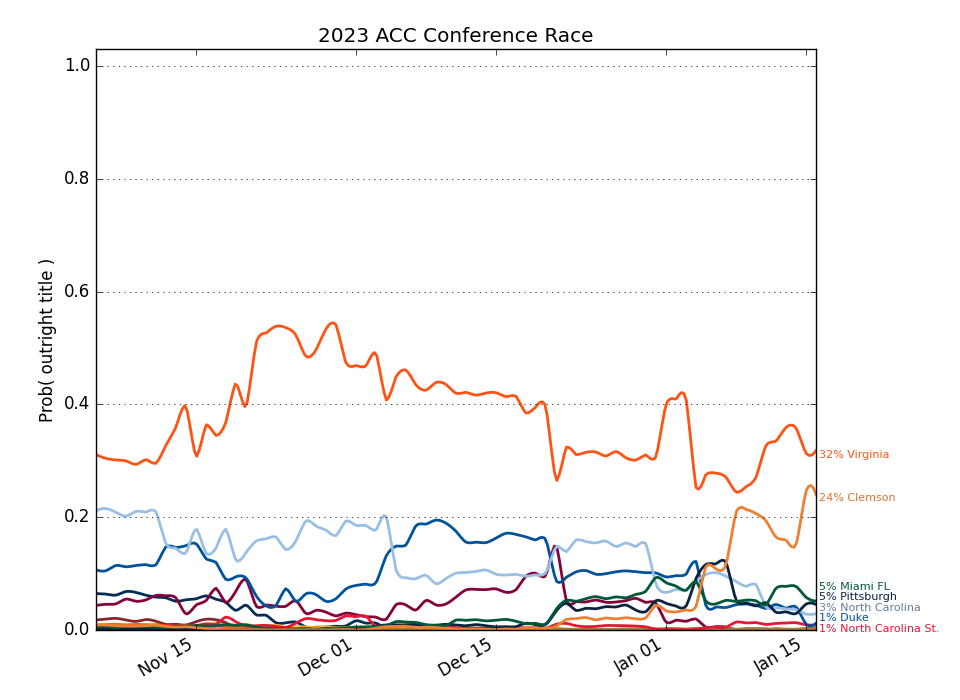 2023 ACC Conference Race
Prob( outright title )
1.0
0.8
0.6
0.4
0.2
0.0
32% Virginia
24% Clemson
5% Miami FL
5% Pittsburgh
3% North Carolina
1% Duke
1% North Carolina St.
Nov 15
Dec 01
Dec 15
Jan 01
Jan 15